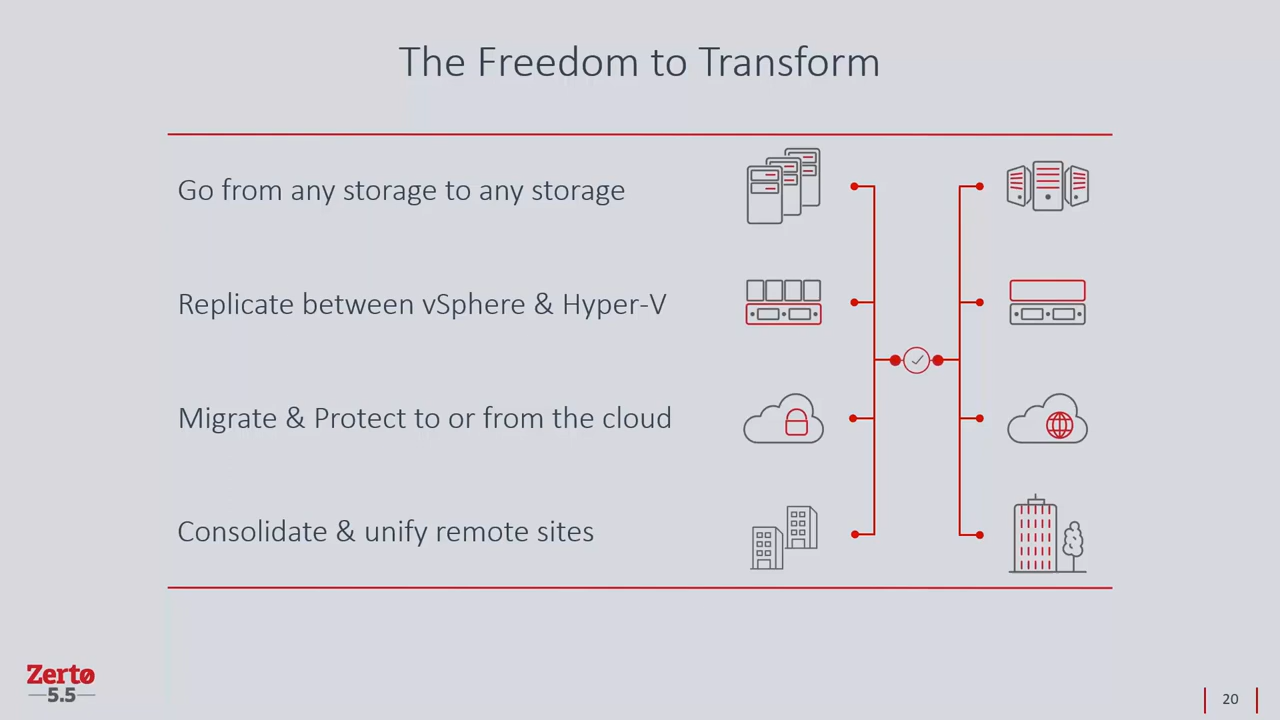 The Freedom to Transform
Go from any storage to any storage
Replicate between vSphere & Hyper-V
Migrate & Protect to or from the cloud
Consolidate & unify remote sites
Zerto
5.5
20